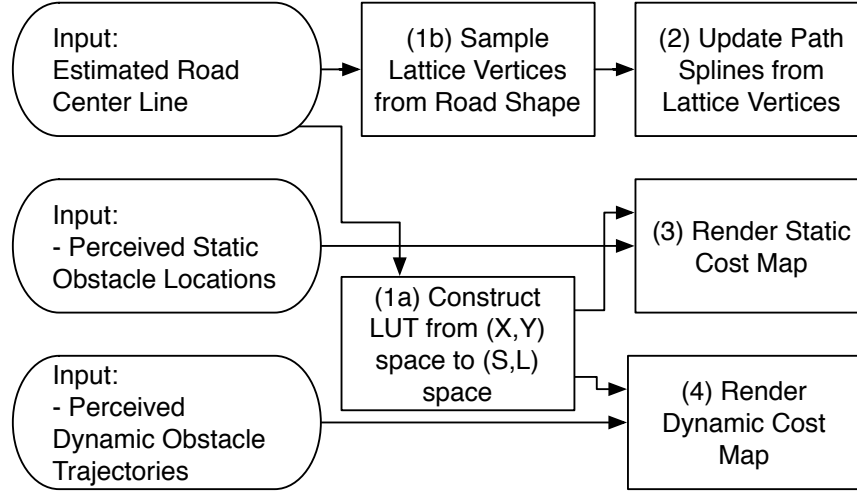 Input:
Estimated Road
Center Line
(1b) Sample
Lattice Vertices
from Road Shape
(2) Update Path
Splines from
Lattice Vertices
Input:
- Perceived Static
Obstacle Locations
(3) Render Static
Cost Map
(1a) Construct
LUT from (X,Y)
space to (S,L)
space
Input:
- Perceived
Dynamic Obstacle
Trajectories
(4) Render
Dynamic Cost
Map